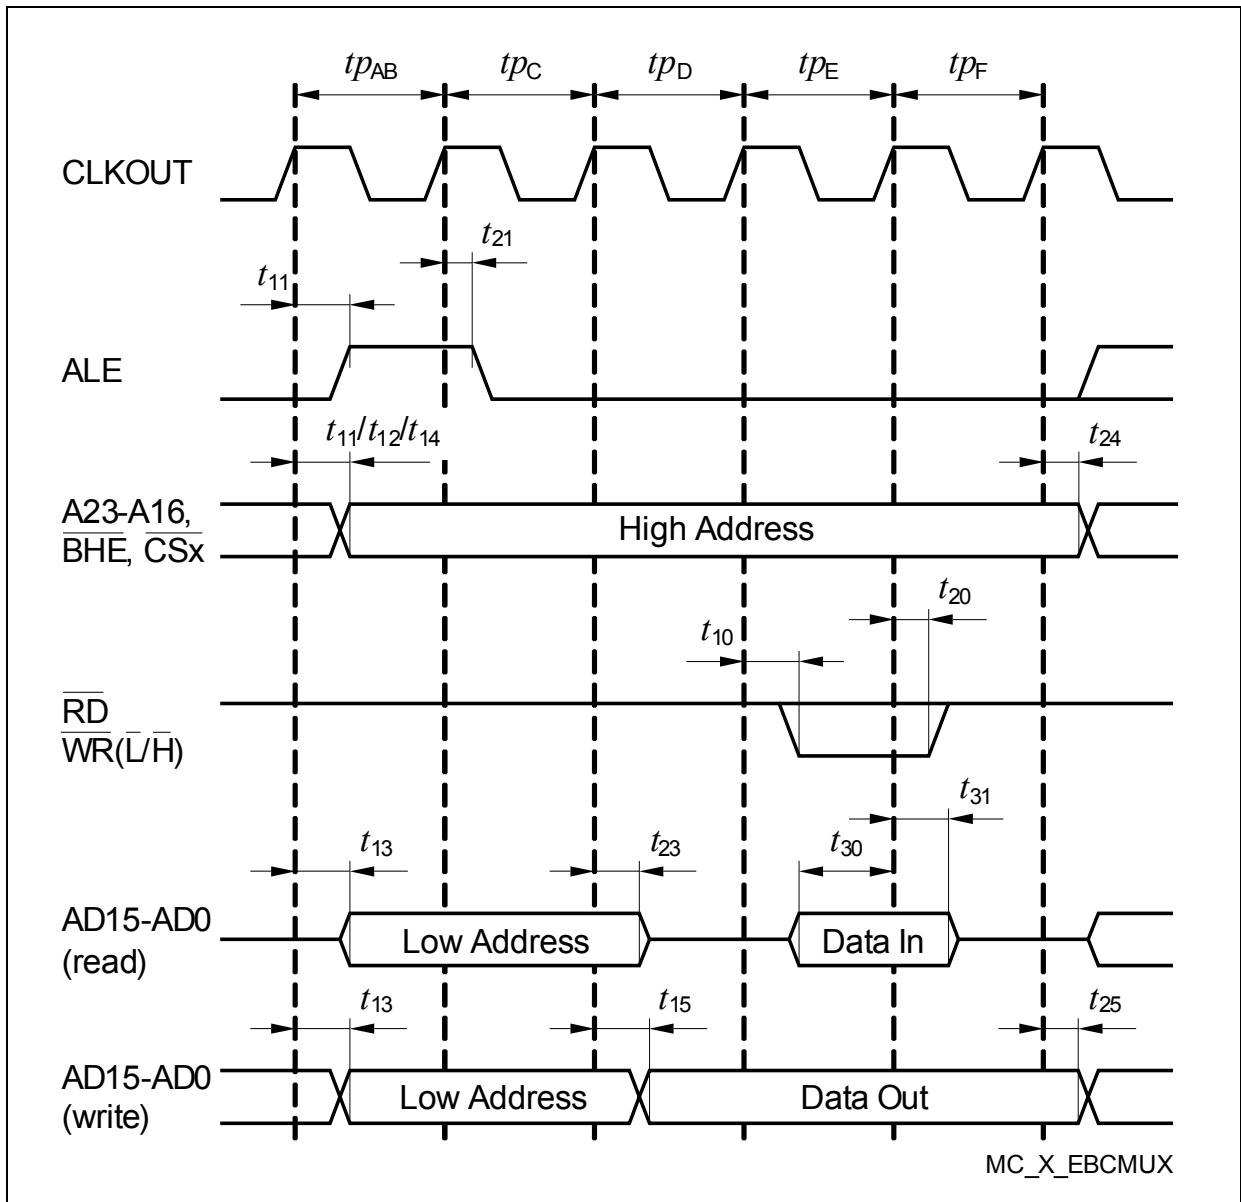 tpAB tpC tpD tpE tpF
CLKOUT
t21
t11
ALE
t11/t12/t14 t24
A23-A16,
BHE, CSx
High Address
t20
t10
RD
WR(L/H)
t31
t13 t23 t30
AD15-AD0
(read)
Low Address Data In
t13 t15 t25
AD15-AD0
(write)
Low Address Data Out
MC_X_EBCMUX